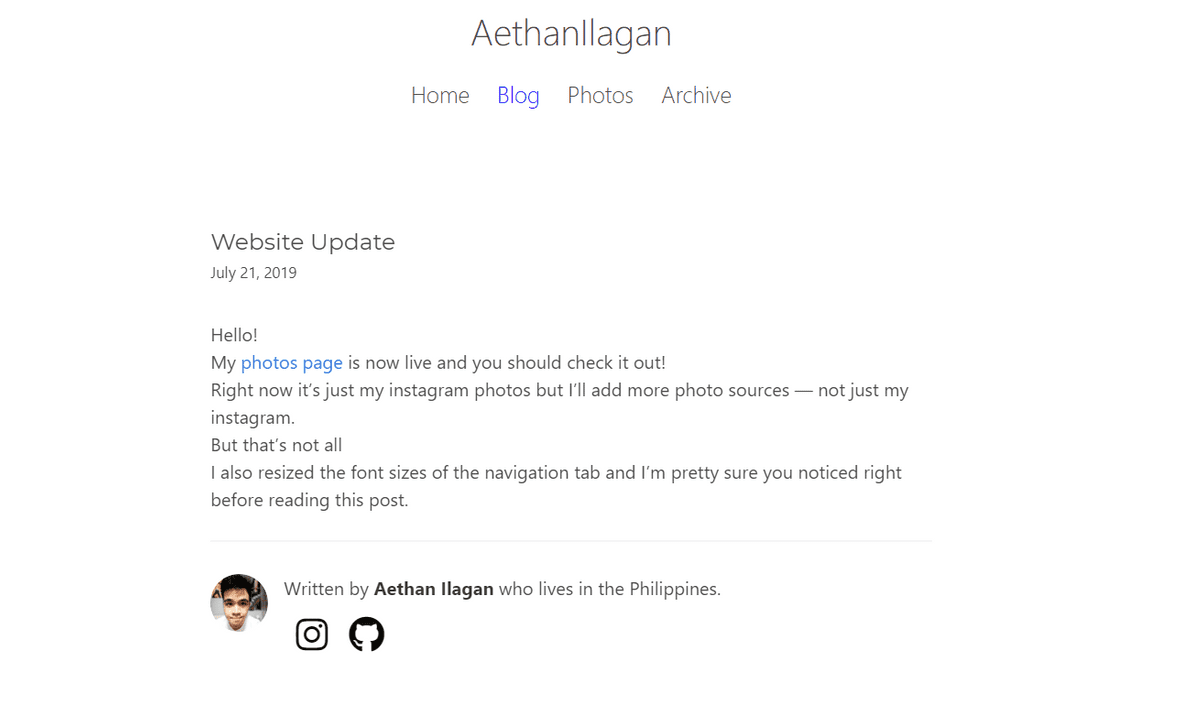 AethanIlagan
Home Blog Photos Archive
Website Update
July 21, 2019
Hello!
My photos page is now live and you should check it out!
Right now it’s just my instagram photos but I’ll add more photo sources — not just my
instagram.
But that’s not all
I also resized the font sizes of the navigation tab and I’m pretty sure you noticed right
before reading this post.
Written by Aethan Ilagan who lives in the Philippines.